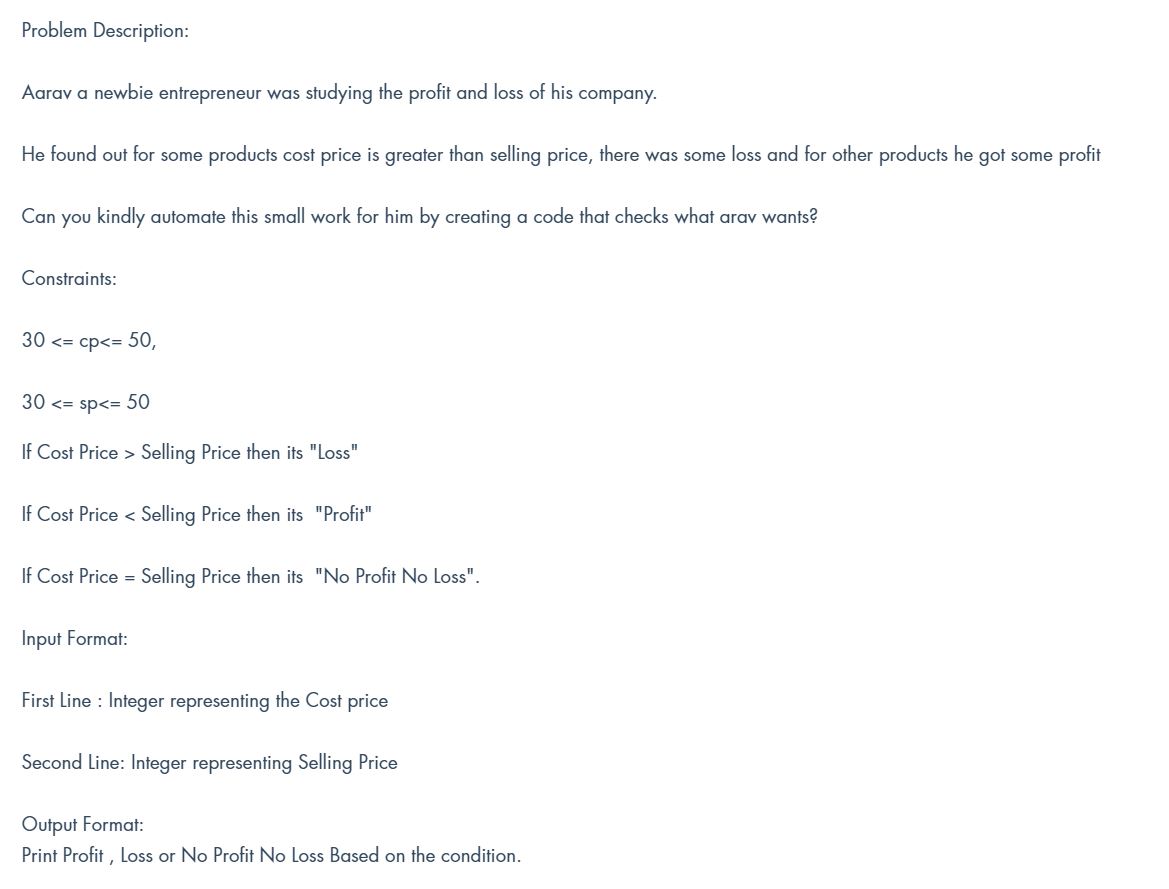 Problem Description:
Aarav a newbie entrepreneur was studying the profit and loss of his company.
He found out for some products cost price is greater than selling price, there was some loss and for other products he got some profit
Can you kindly automate this small work for him by creating a code that checks what arav wants?
Constraints:
30 <= cp<= 50,
30 <= sp<= 50
If Cost Price > Selling Price then its "Loss"
If Cost Price < Selling Price then its  "Profit"
If Cost Price = Selling Price then its  "No Profit No Loss".
Input Format:
First Line : Integer representing the Cost price
Second Line: Integer representing Selling Price
Output Format:
Print Profit , Loss or No Profit No Loss Based on the condition.